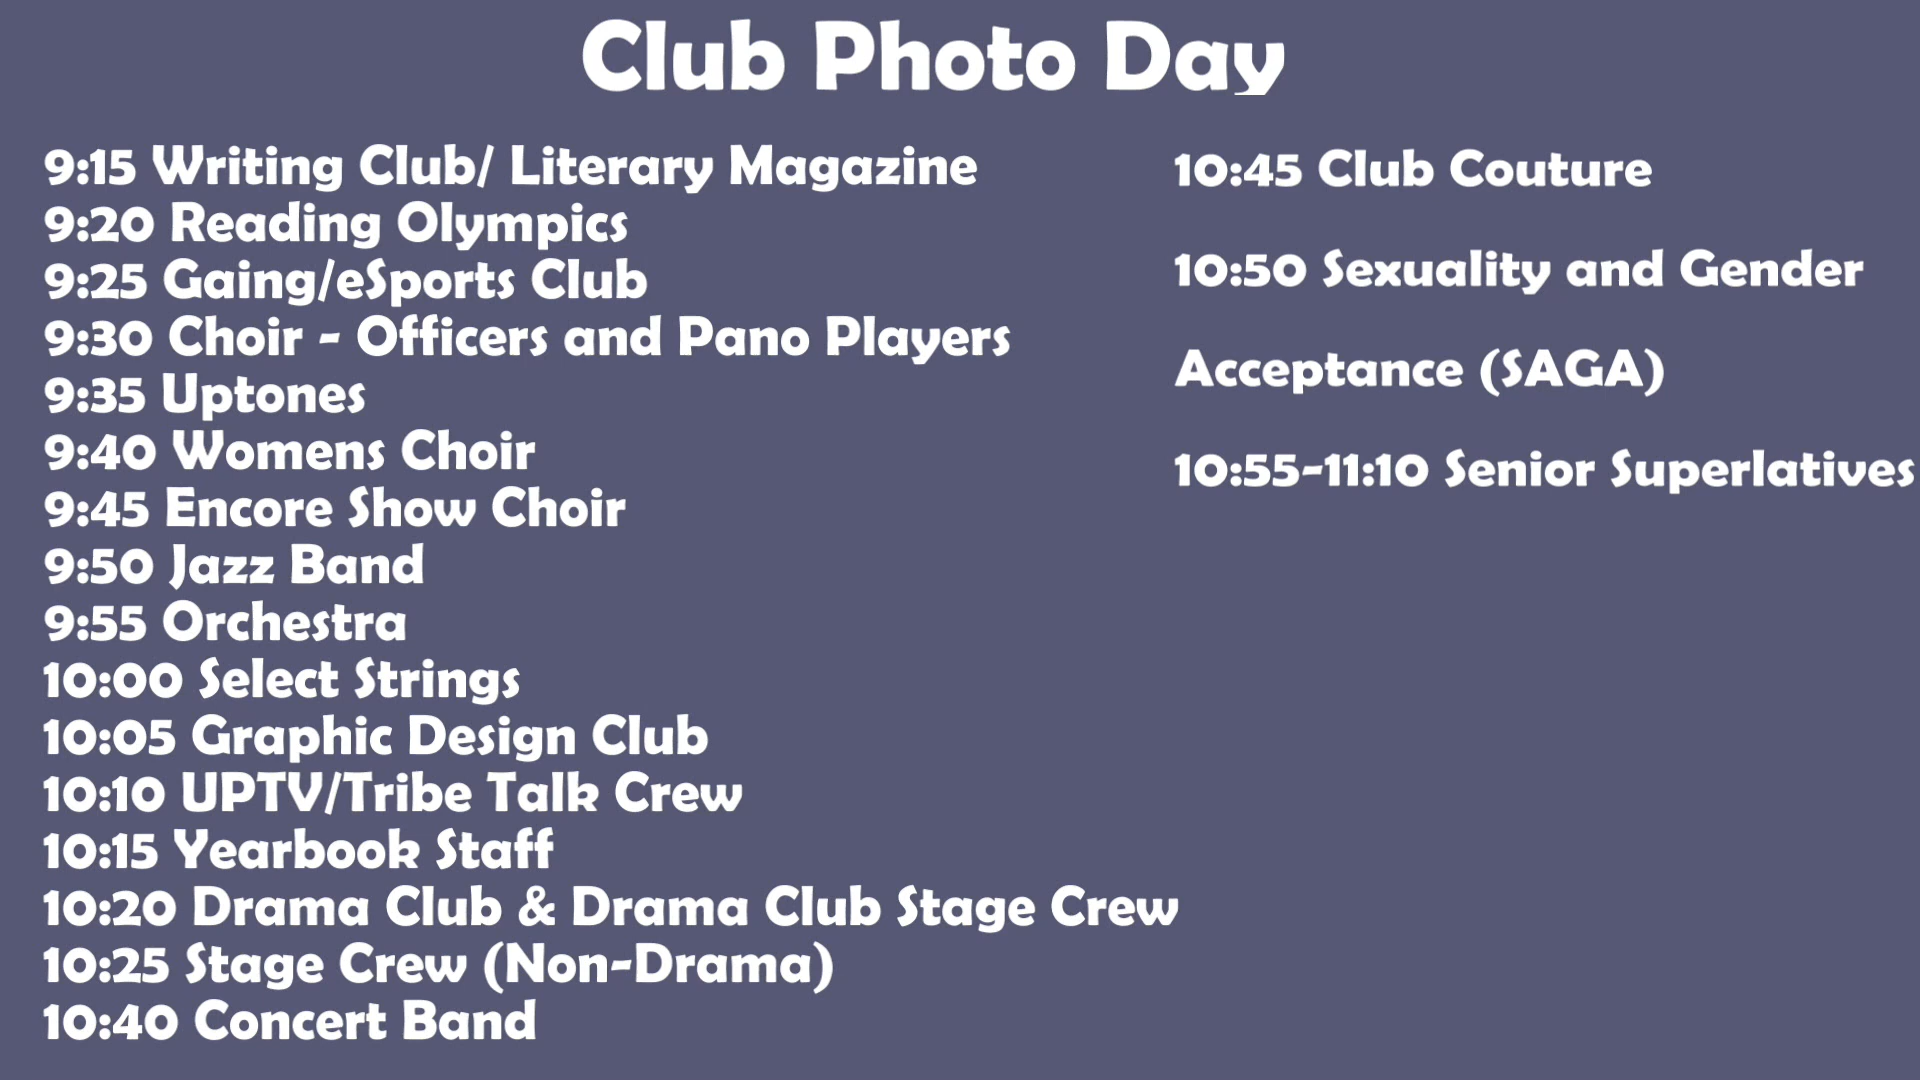 Club Photo Day
9:15 Writing Club/ Literary Magazine
9:20 Reading Olympics
9:25 Gaing/eSports Club
9:30 Choir - Officers and Pano Players
9:35 Uptones
9:40 Womens Choir
9:45 Encore Show Choir
9:50 Jazz Band
9:55 Orchestra
10:00 Select Strings
10:05 Graphic Design Club
10:10 UPTV/Tribe Talk Crew
10:15 Yearbook Staff
10:20 Drama Club & Drama Club Stage Crew
10:25 Stage Crew (Non-Drama)
10:40 Concert Band
10:45 Club Couture
10:50 Sexuality and Gender
Acceptance (SAGA)
10:55-11:10 Senior Superlatives